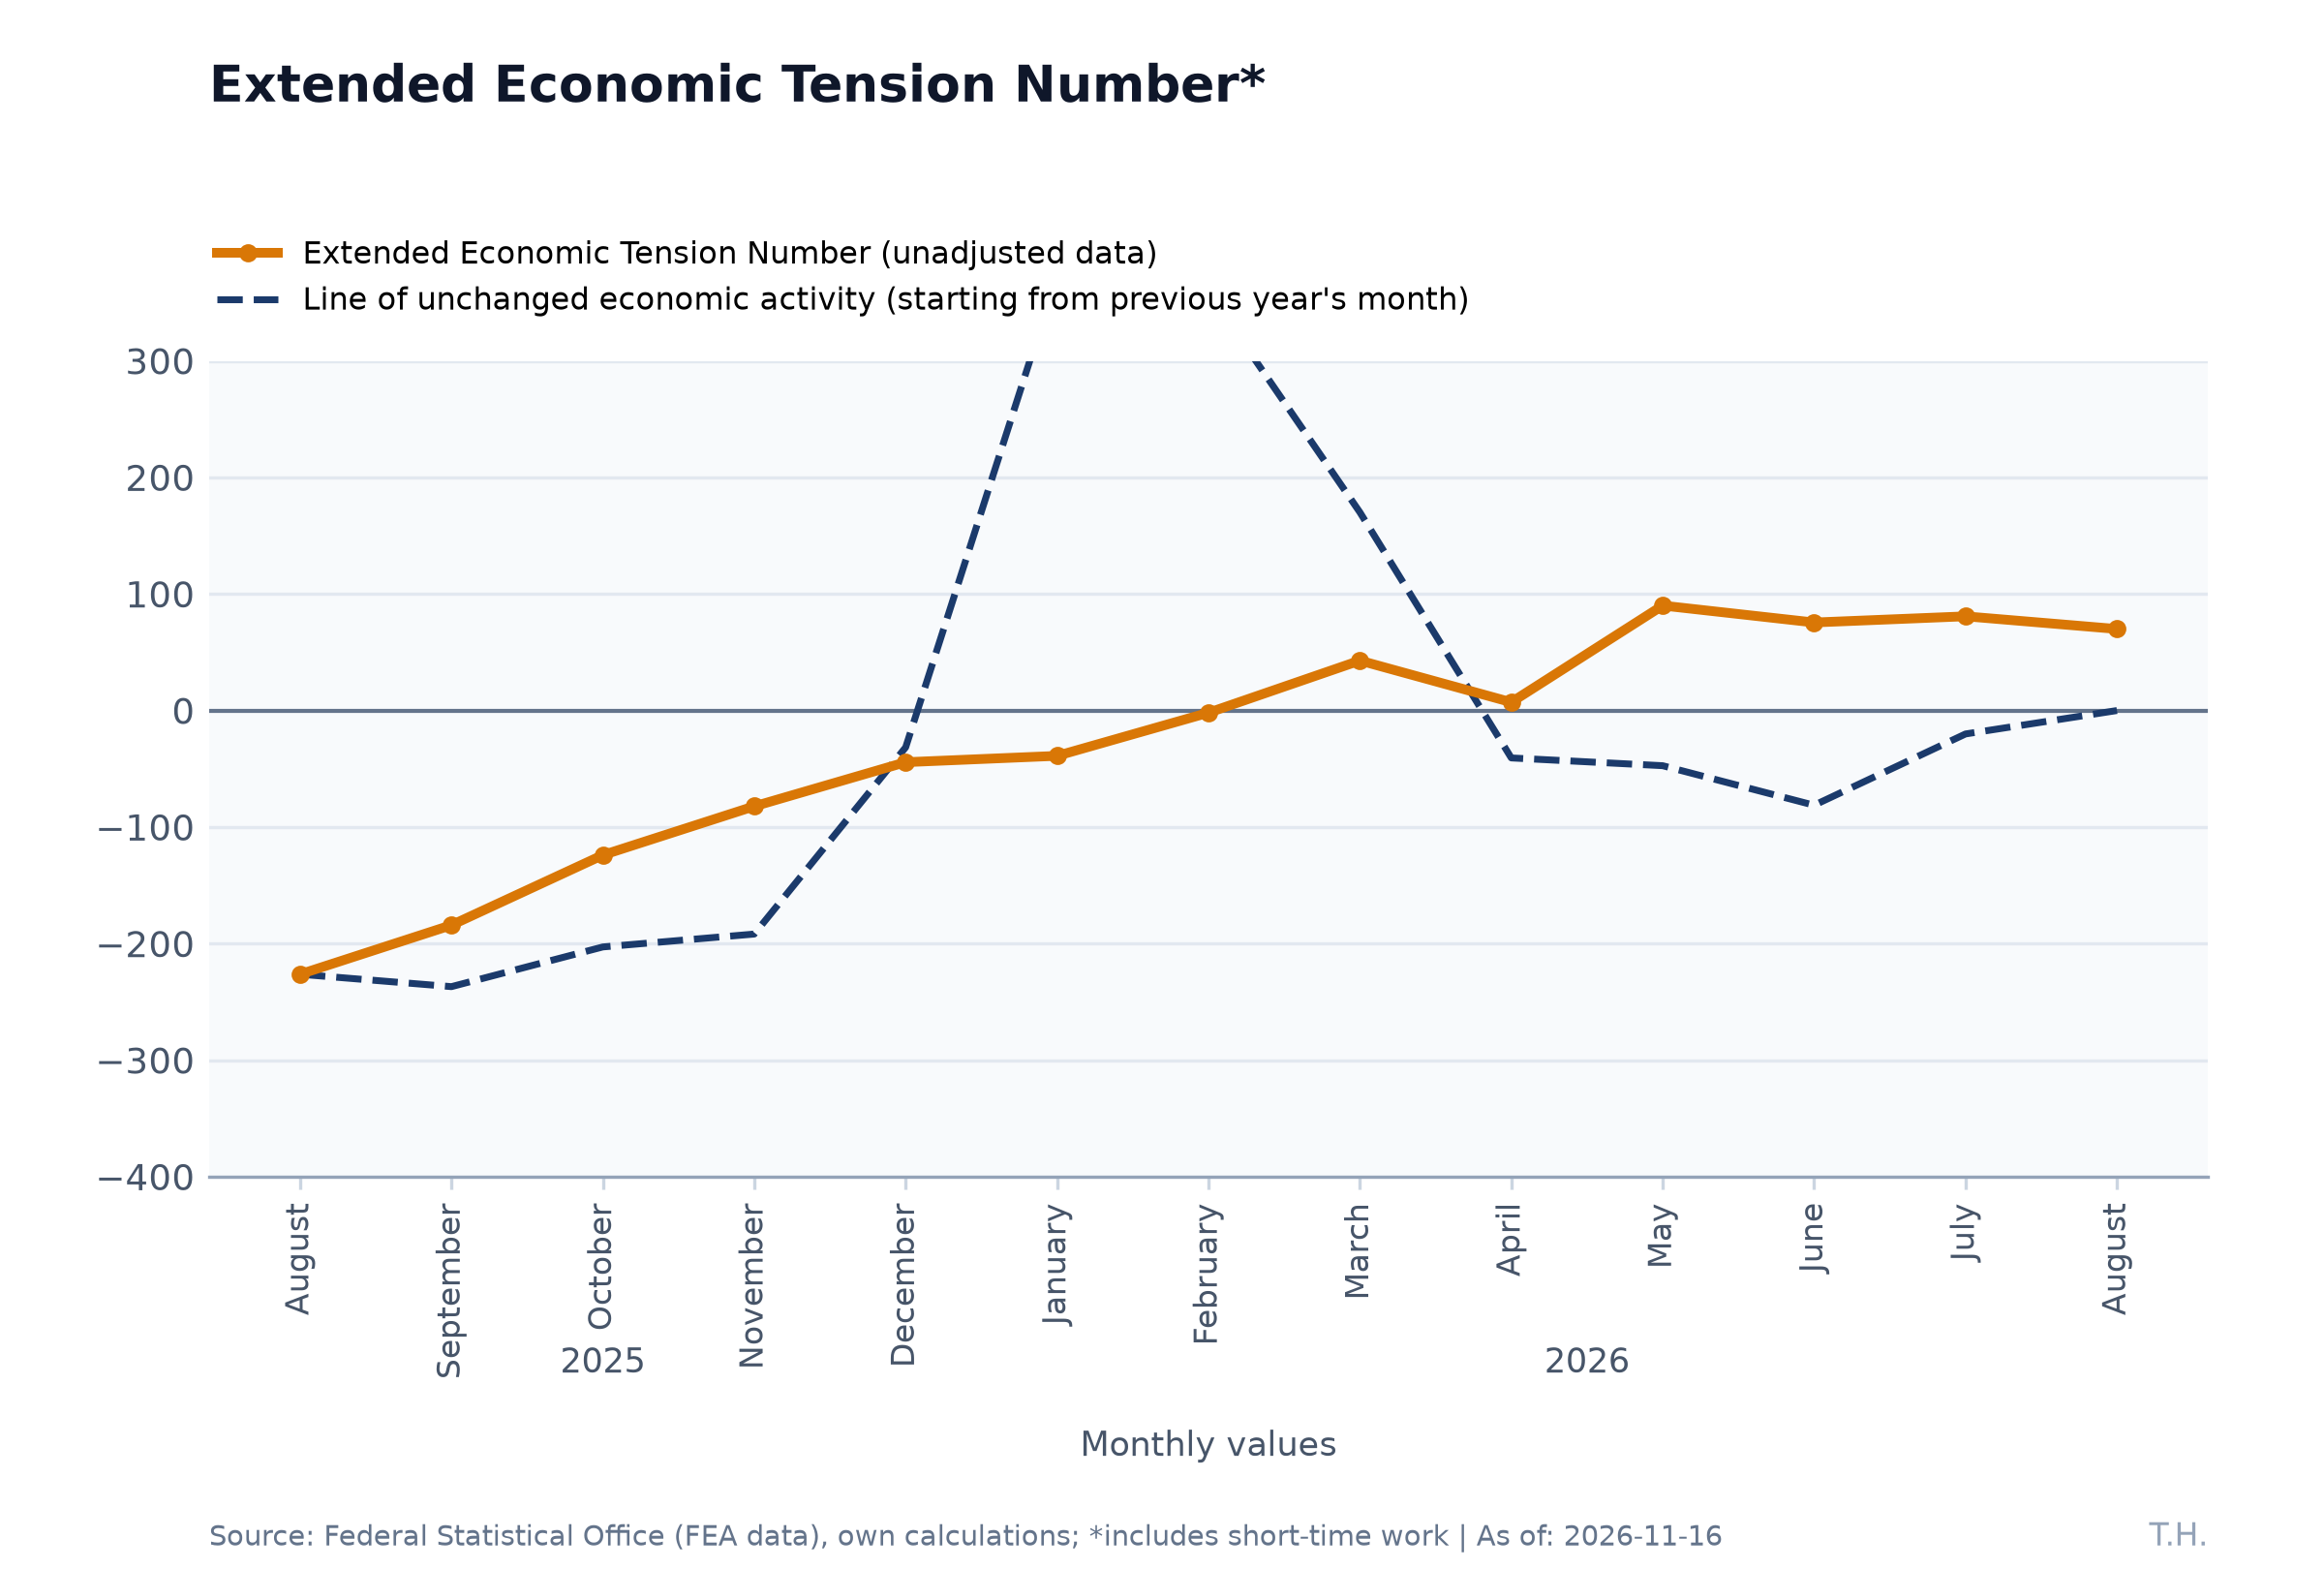 Extended Economic Tension Number*
Extended Economic Tension Number (unadjusted data)
Line of unchanged economic activity (starting from previous year's month)
300
200
100
0
−100
−200
−300
−400
August
September
October
November
December
January
February
March
April
May
June
July
August
2025
2026
Monthly values
Source: Federal Statistical Office (FEA data), own calculations; *includes short-time work | As of: 2026-11-16
T.H.